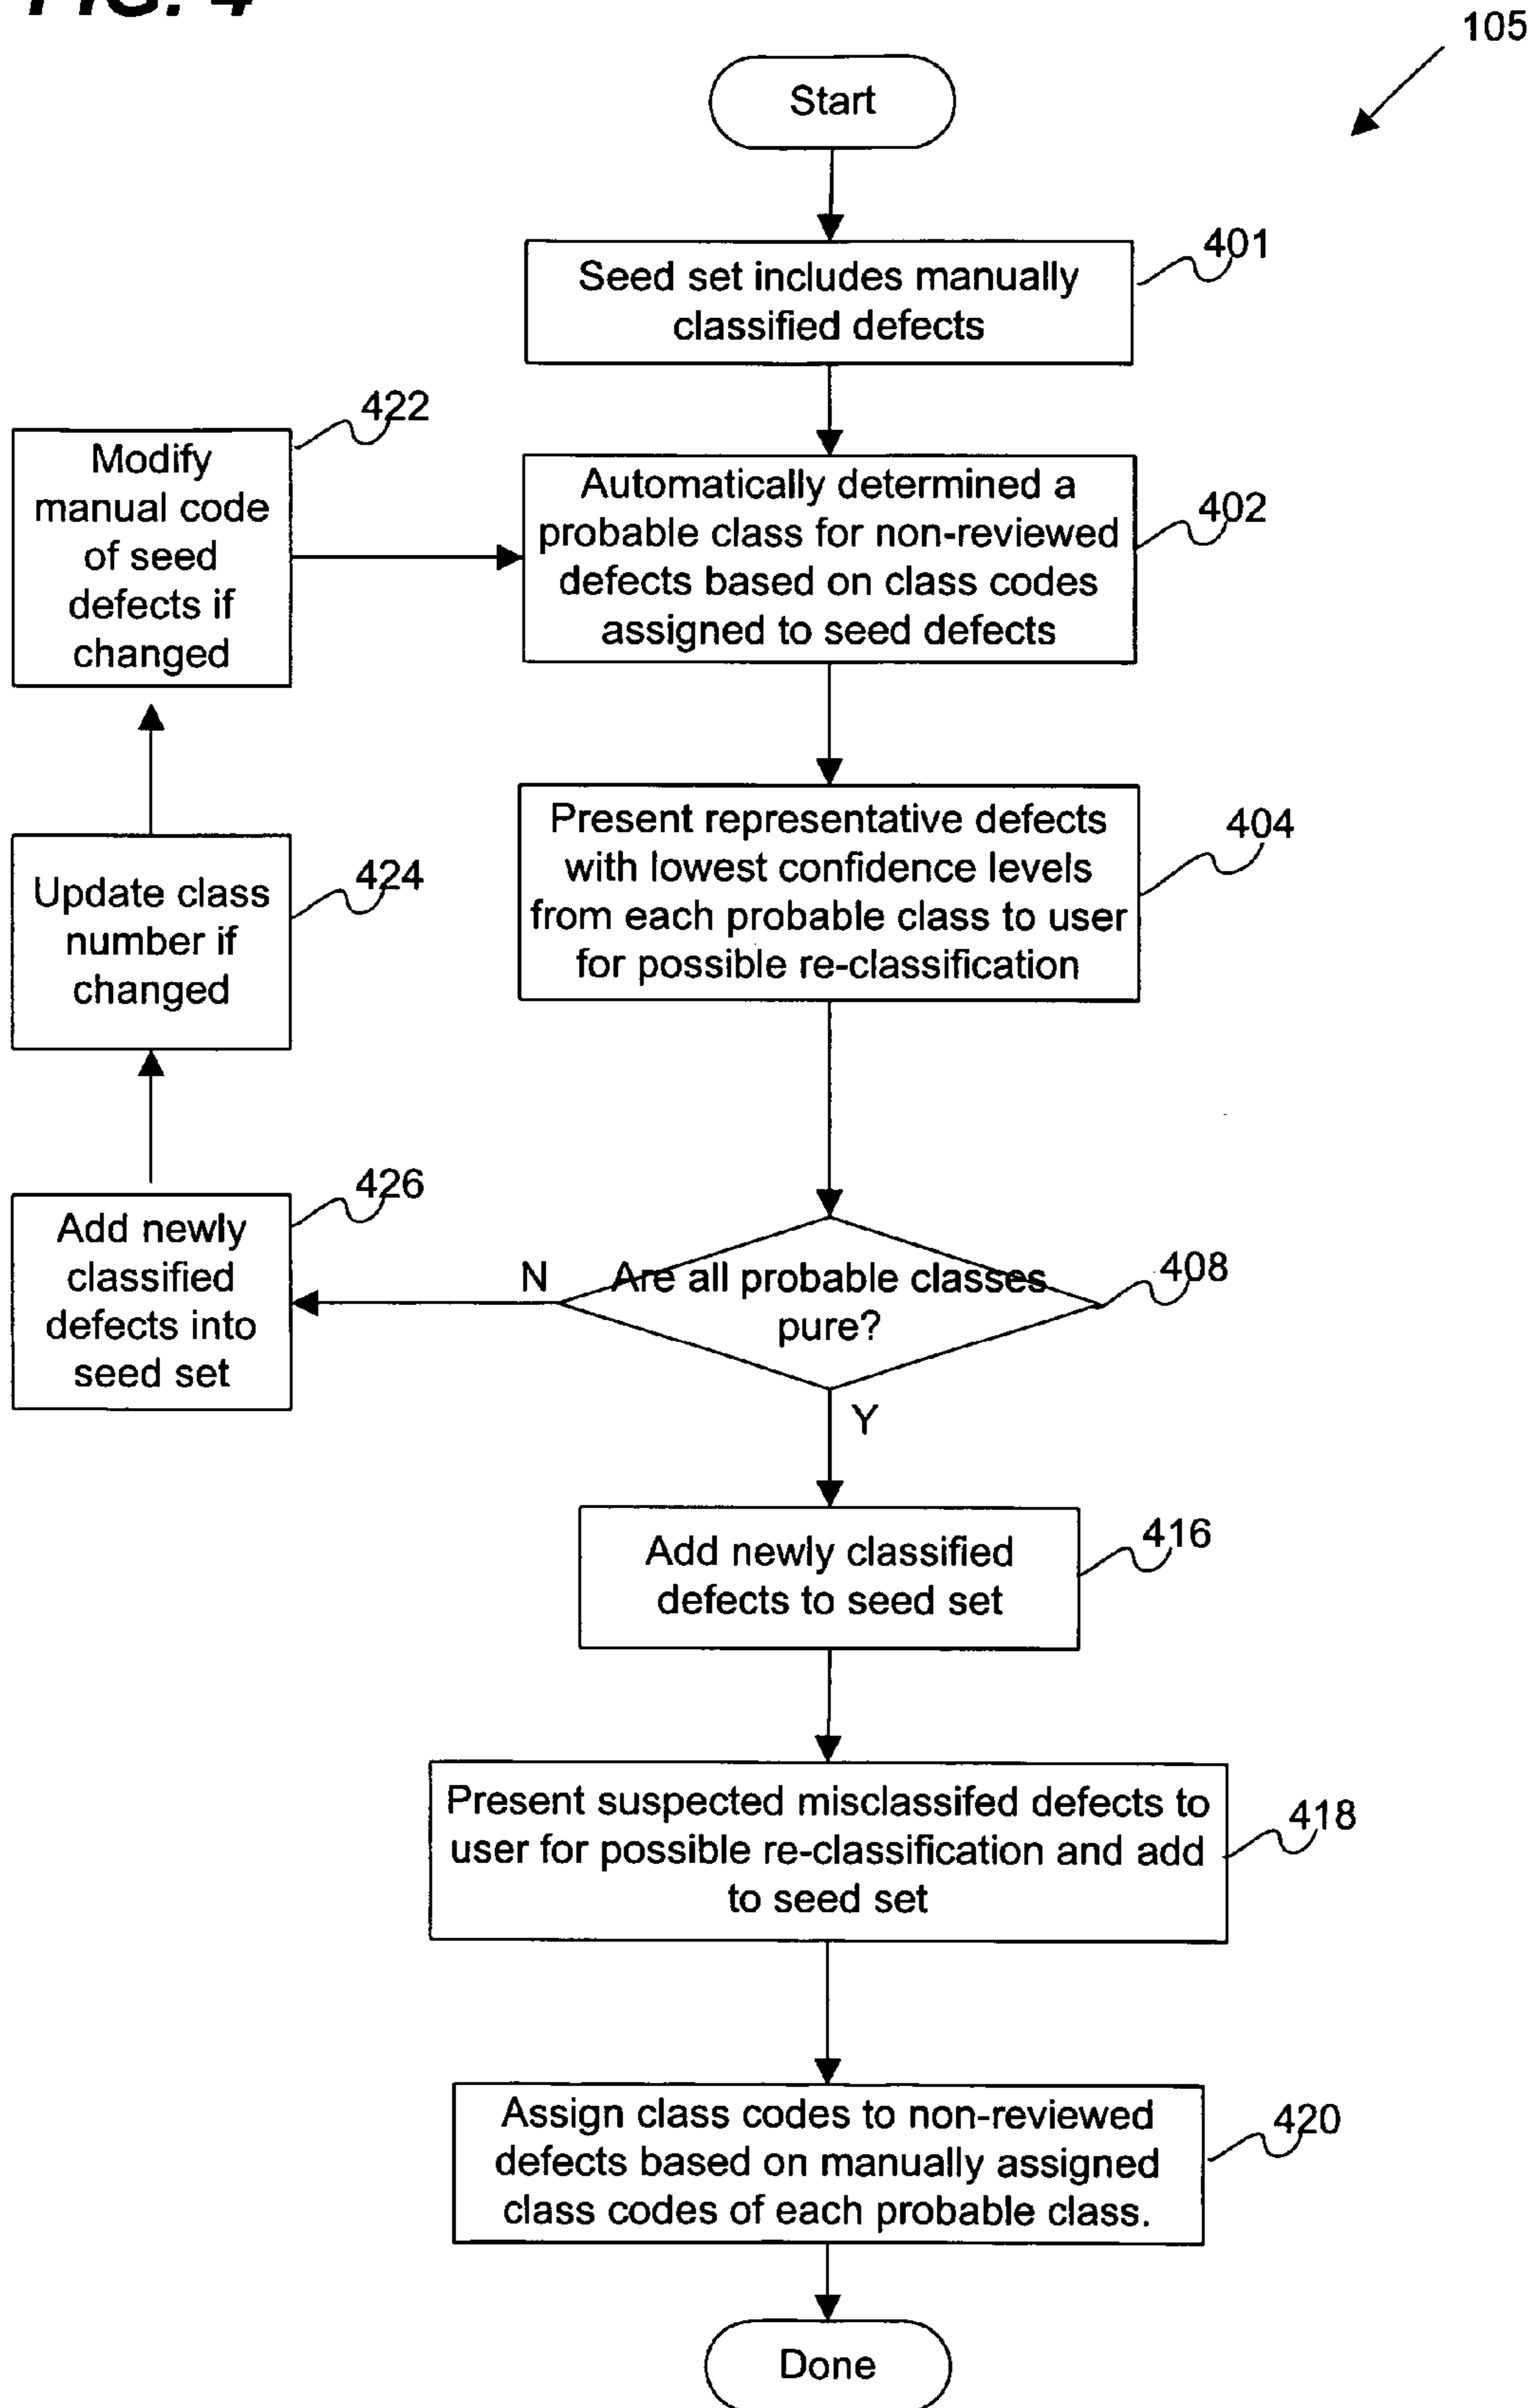 FIG. 4
105
Start
401
Seed set includes manually
classified defects
422
Modify
manual code
of seed
defects if
changed
402
Automatically determined a
probable class for non-reviewed
defects based on class codes
assigned to seed defects
404
Present representative defects
with lowest confidence levels
from each probable class to user
for possible re-classification
424
Update class
number if
changed
426
Add newly
classified
defects into
seed set
N
Are all probable classes
pure?
408
Y
416
Add newly classified
defects to seed set
418
Present suspected misclassifed defects to
user for possible re-classification and add
to seed set
420
Assign class codes to non-reviewed
defects based on manually assigned
class codes of each probable class.
Done